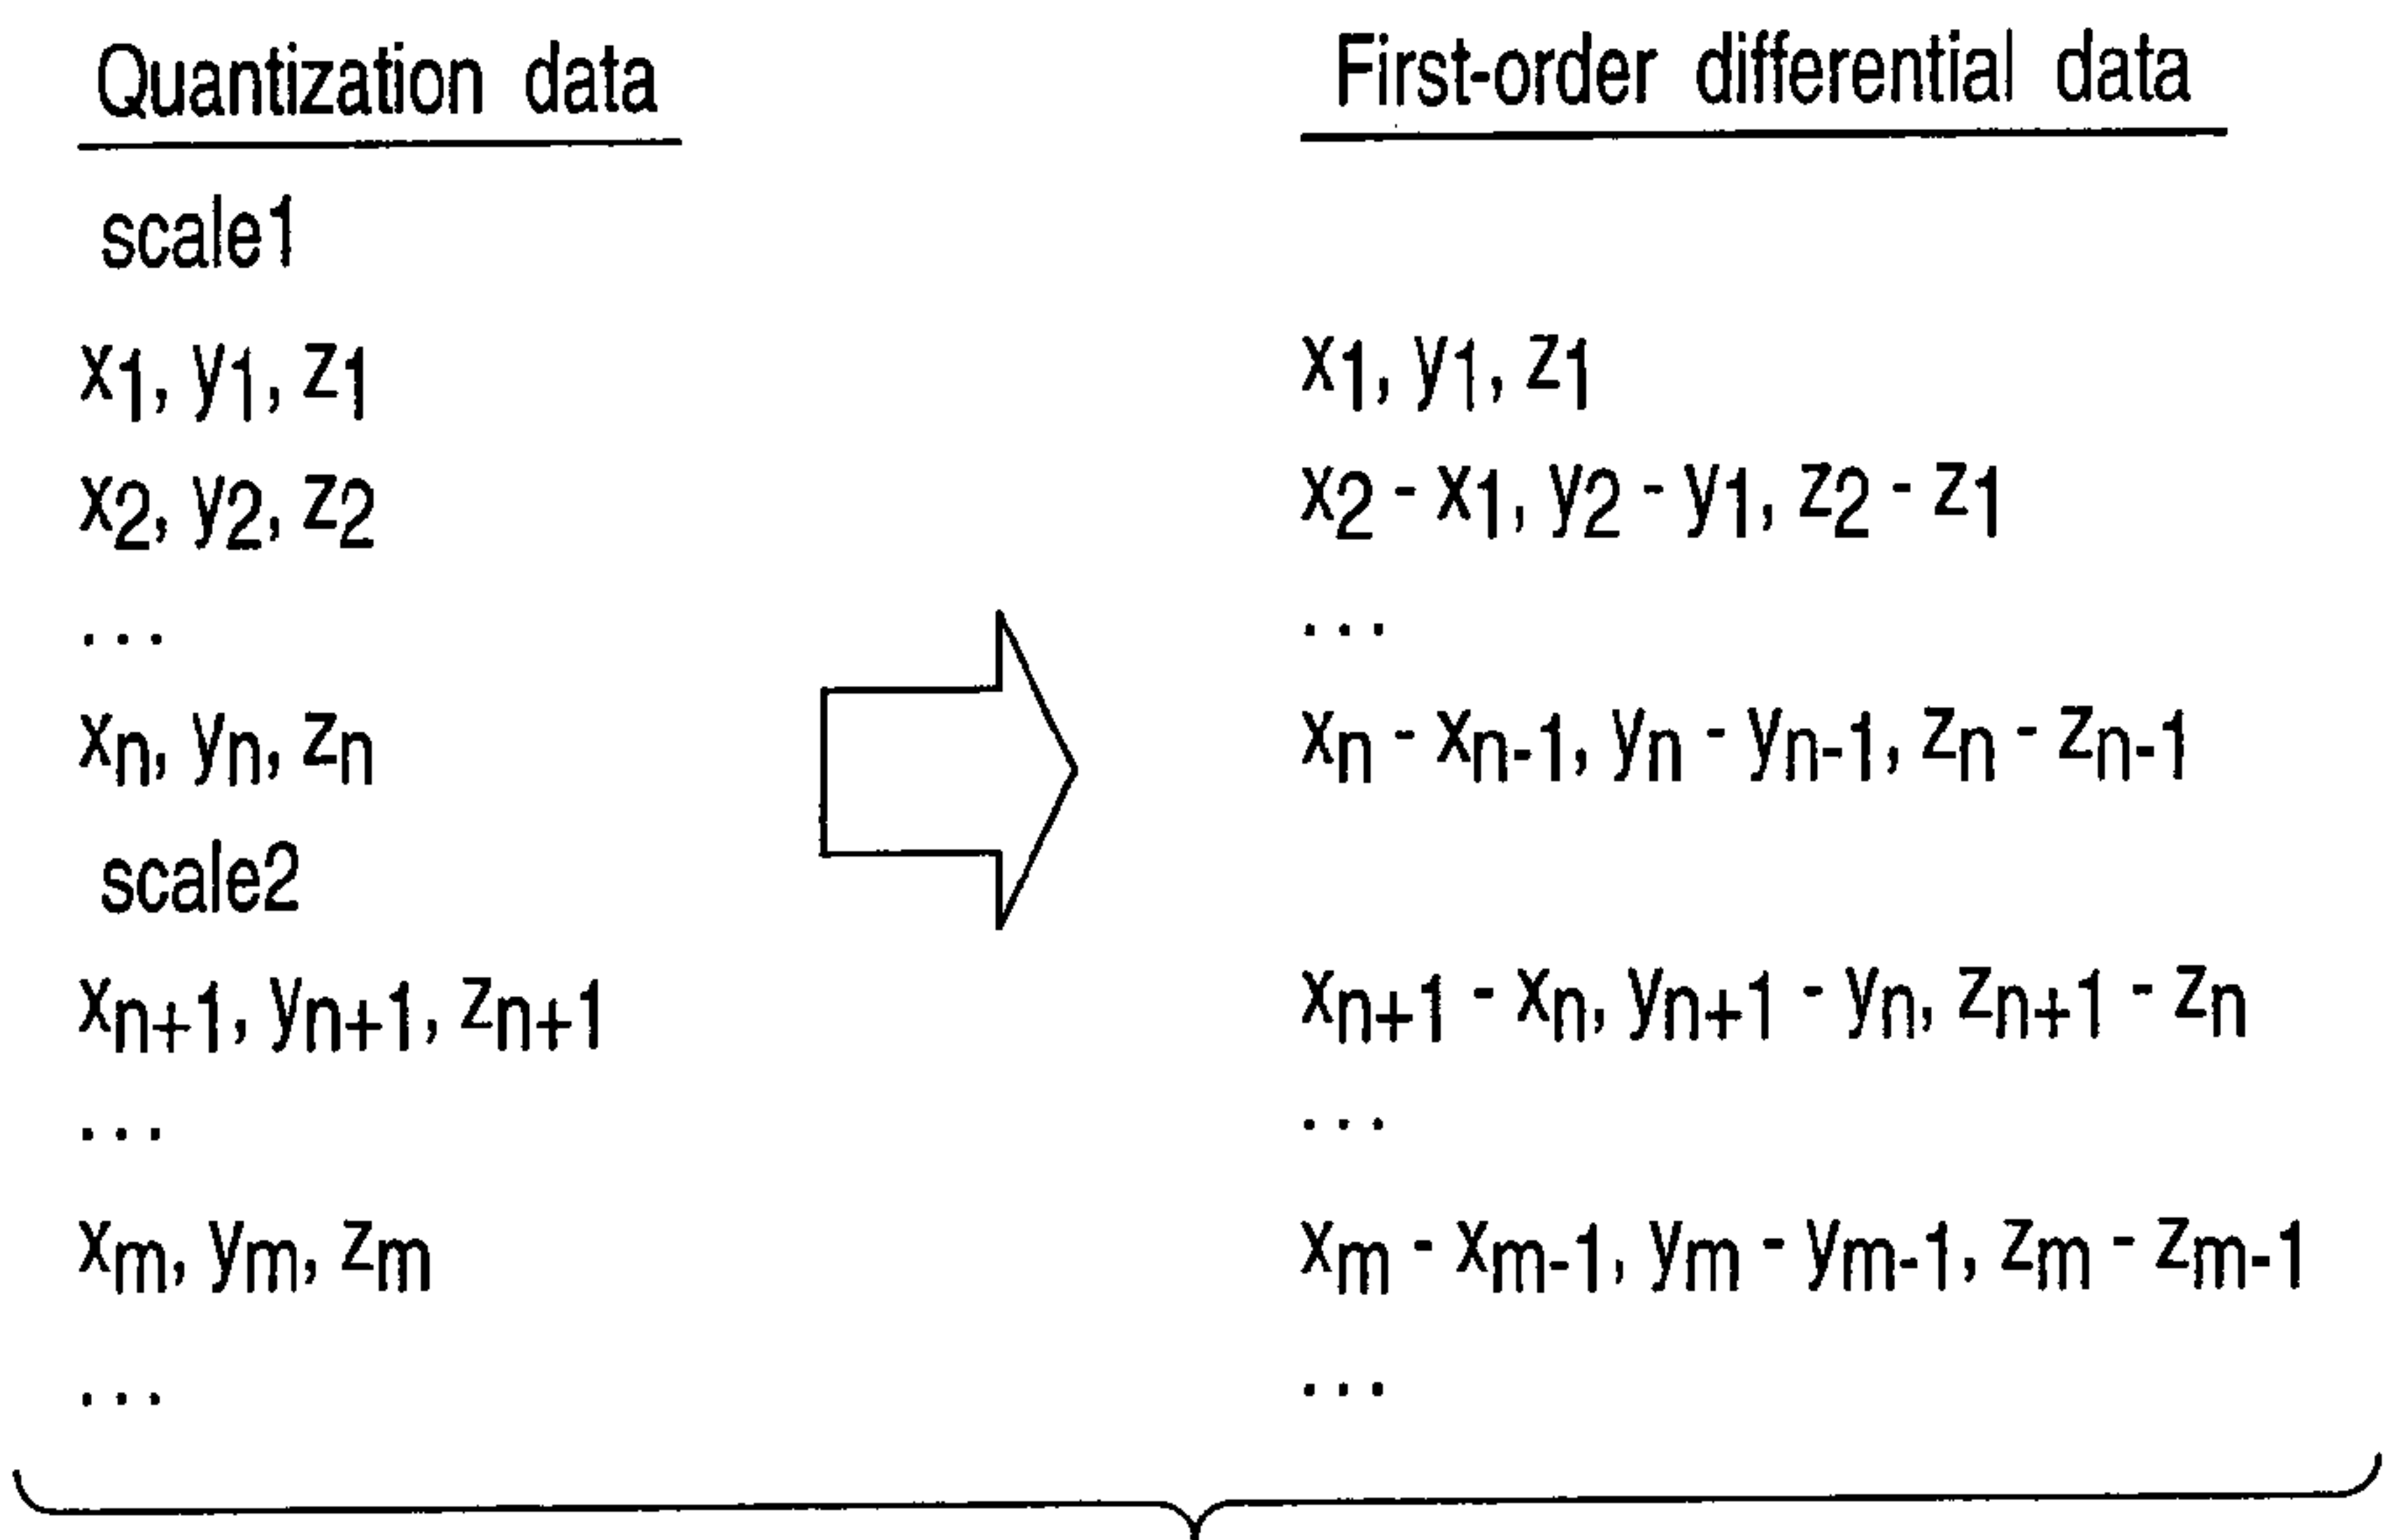 Quantization data
scale1
x1, y1, z1
x2, y2, z2
...
xn, yn, zn
scale2
xn+1, yn+1, zn+1
...
xm, ym, zm
...
First-order differential data
x1, y1, z1
x2 - x1, y2 - y1, z2 - z1
...
xn - xn-1, yn - yn-1, zn - zn-1
xn+1 - xn, yn+1 - yn, zn+1 - zn
...
xm - xm-1, ym - ym-1, zm - zm-1
...